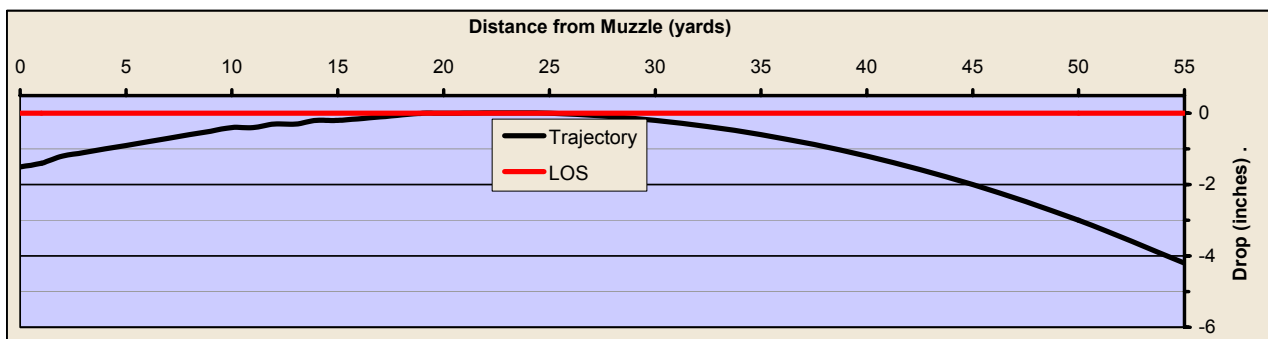 Distance from Muzzle (yards)
0 5 10 15 20 25 30 35 40 45 50 55
0
Trajectory
LOS
-2
-4
-6
Drop (inches) .